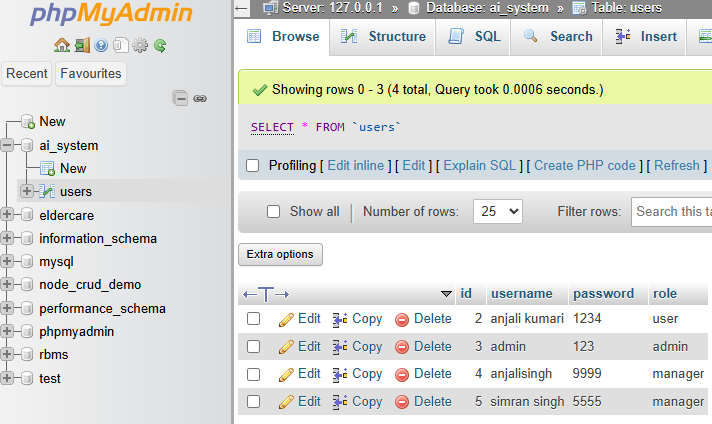 phpMyAdmin
Recent Favourites
New
ai_system
New
users
eldercare
information_schema
mysql
node_crud_demo
performance_schema
phpmyadmin
rbms
test
Server: 127.0.0.1 » Database: ai_system » Table: users
Browse Structure SQL Search Insert
Showing rows 0 - 3 (4 total, Query took 0.0006 seconds.)
SELECT * FROM `users`
Profiling [ Edit inline ] [ Edit ] [ Explain SQL ] [ Create PHP code ] [ Refresh ]
Show all Number of rows: 25 Filter rows: Search this ta
Extra options
id username password role
Edit Copy Delete 2 anjali kumari 1234 user
Edit Copy Delete 3 admin 123 admin
Edit Copy Delete 4 anjalisingh 9999 manager
Edit Copy Delete 5 simran singh 5555 manager